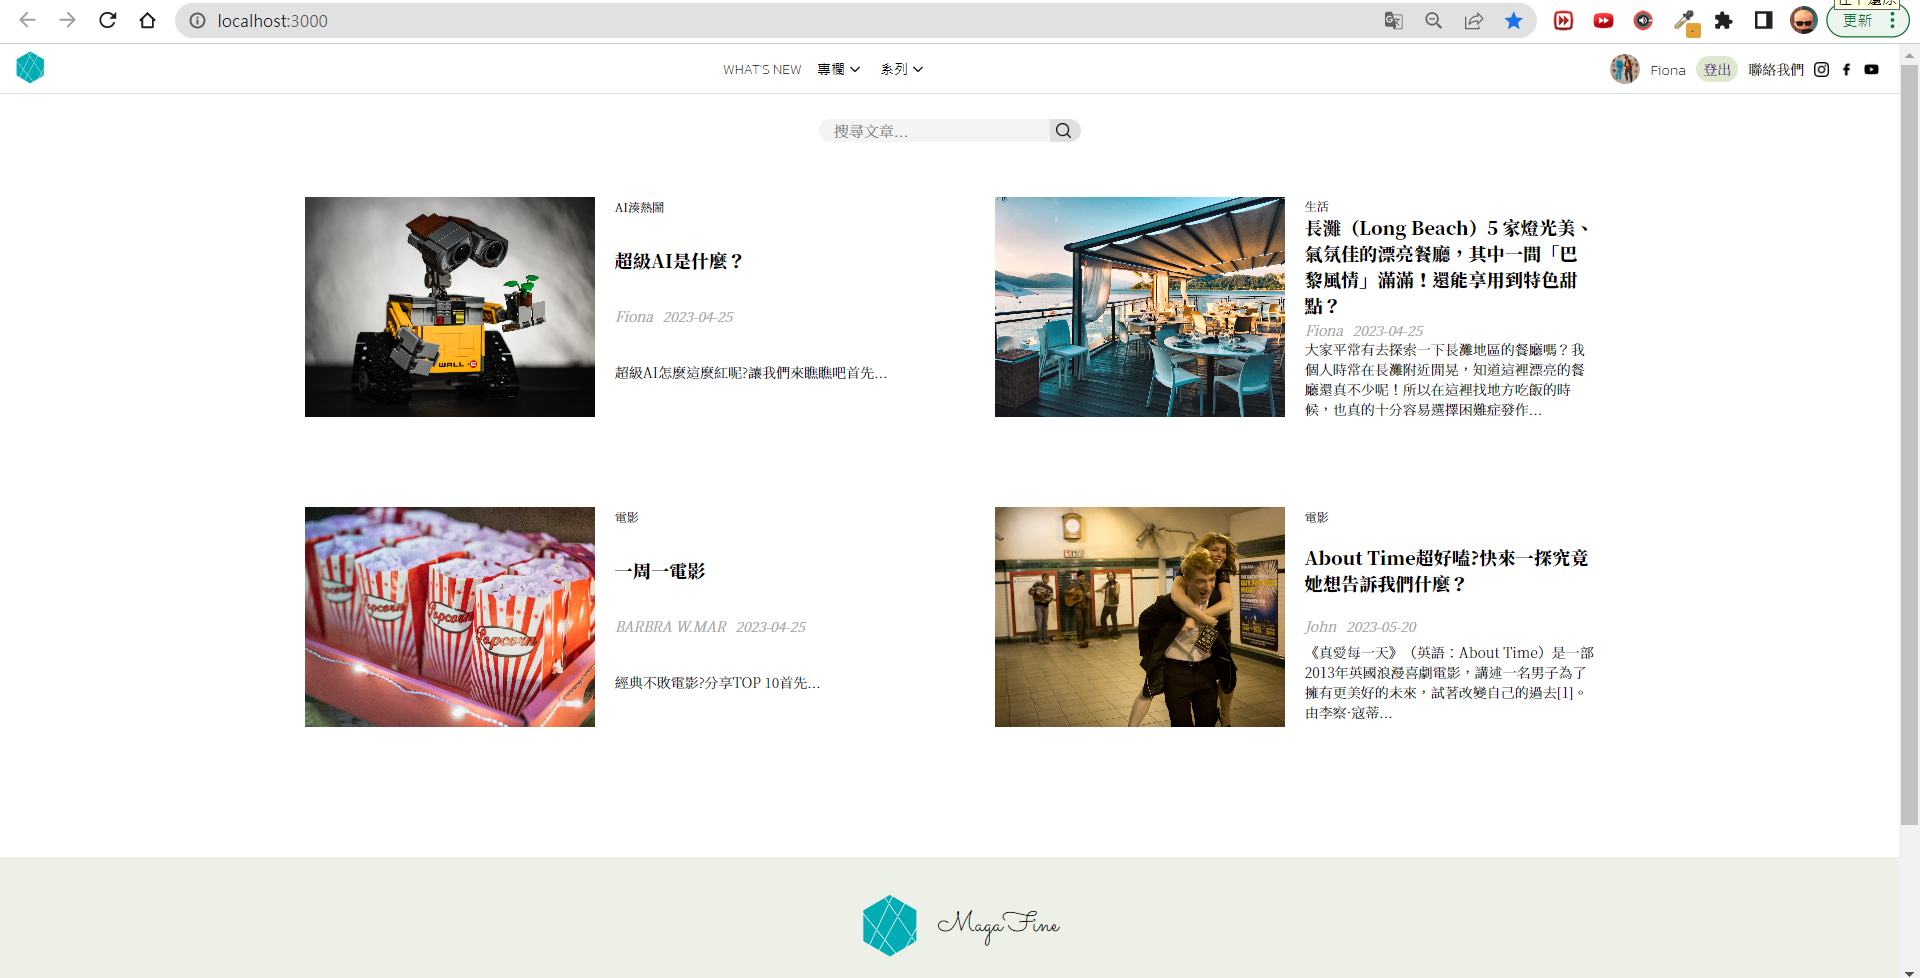 localhost:3000
更新
WHAT'S NEW 專欄 系列
Fiona 登出 聯絡我們
搜尋文章...
AI湊熱鬧
超級AI是什麼？
Fiona 2023-04-25
超級AI怎麼這麼紅呢?讓我們來瞧瞧吧首先...
WALL
生活
長灘（Long Beach）5 家燈光美、
氣氛佳的漂亮餐廳，其中一間「巴
黎風情」滿滿！還能享用到特色甜
點？
Fiona 2023-04-25
大家平常有去探索一下長灘地區的餐廳嗎？我
個人時常在長灘附近閒晃，知道這裡漂亮的餐
廳還真不少呢！所以在這裡找地方吃飯的時
候，也真的十分容易選擇困難症發作...
電影
一周一電影
BARBRA W.MAR 2023-04-25
經典不敗電影?分享TOP 10首先...
Popcorn
Popcorn
Popcorn
電影
About Time超好嗑?快來一探究竟
她想告訴我們什麼？
John 2023-05-20
《真愛每一天》（英語：About Time）是一部
2013年英國浪漫喜劇電影，講述一名男子為了
擁有更美好的未來，試著改變自己的過去[1]。
由李察·寇蒂...
MagaFine